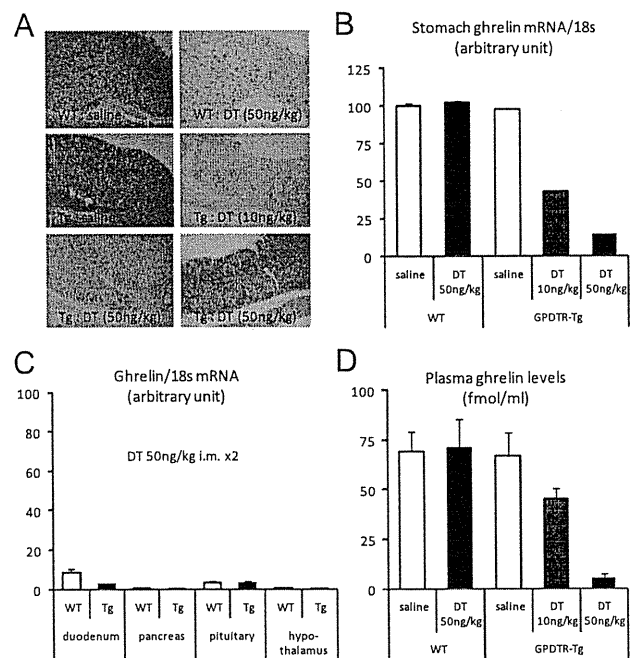 A
WT : saline
WT : DT (50ng/kg)
Tg : saline
Tg : DT (10ng/kg)
Tg : DT (50ng/kg)
Tg : DT (50ng/kg)
B
Stomach ghrelin mRNA/18s
(arbitrary unit)
125
100
75
50
25
0
saline
DT
50ng/kg
saline
DT
10ng/kg
DT
50ng/kg
WT
GPDTR-Tg
C
Ghrelin/18s mRNA
(arbitrary unit)
100
80
60
40
20
0
DT 50ng/kg i.m. x2
WT
Tg
WT
Tg
WT
Tg
WT
Tg
duodenum
pancreas
pituitary
hypo-
thalamus
D
Plasma ghrelin levels
(fmol/ml)
100
75
50
25
0
saline
DT
50ng/kg
saline
DT
10ng/kg
DT
50ng/kg
WT
GPDTR-Tg